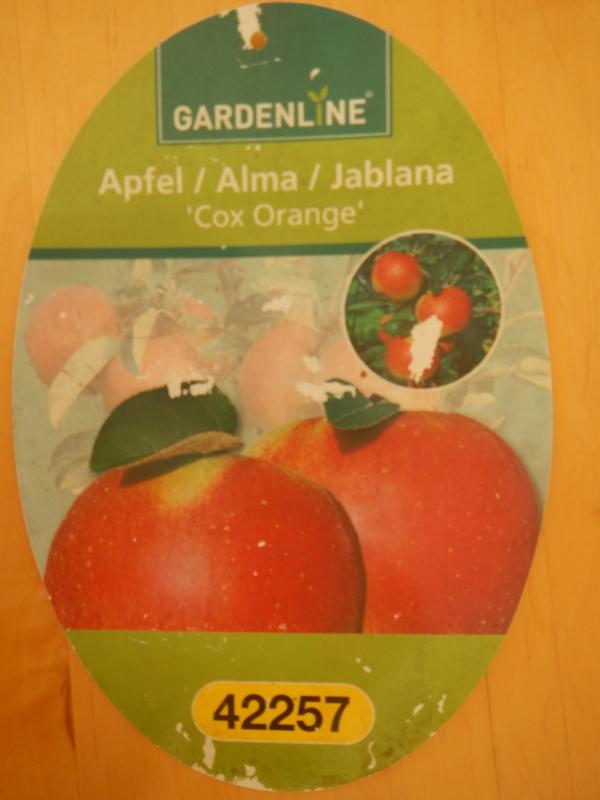 GARDENLINE®
Apfel / Alma / Jablana
'Cox Orange'
42257